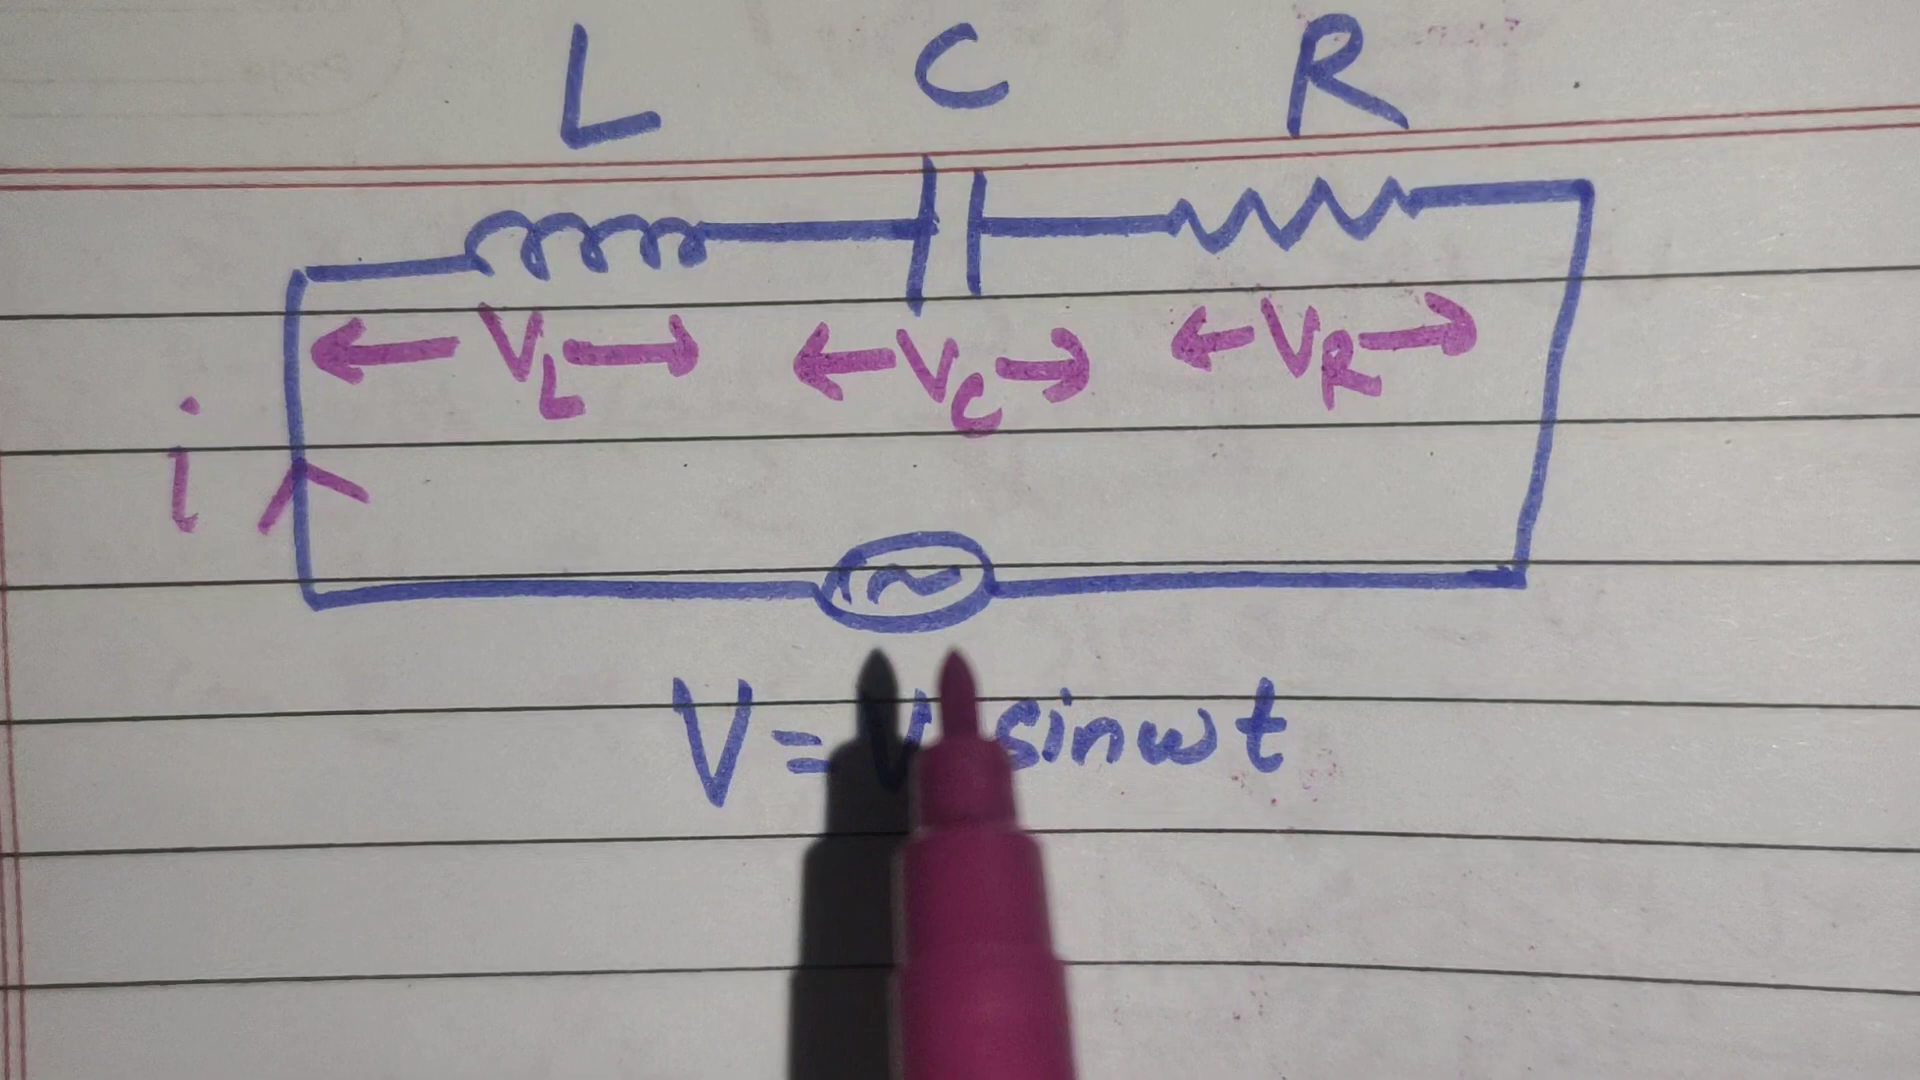 L C R
V_L V_C V_R
i
V = V sinωt